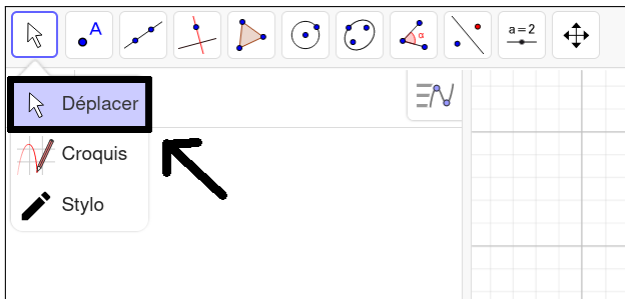 A
α
a=2
Déplacer
Croquis
Stylo